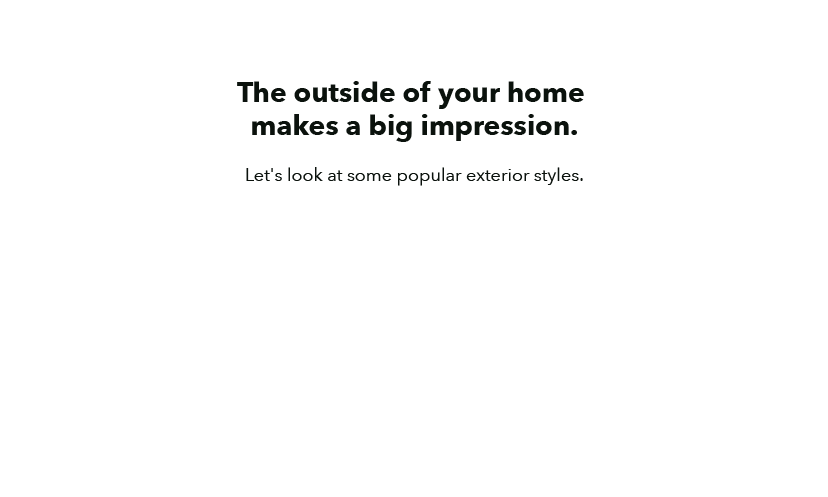 The outside of your home
makes a big impression.
Let's look at some popular exterior styles.